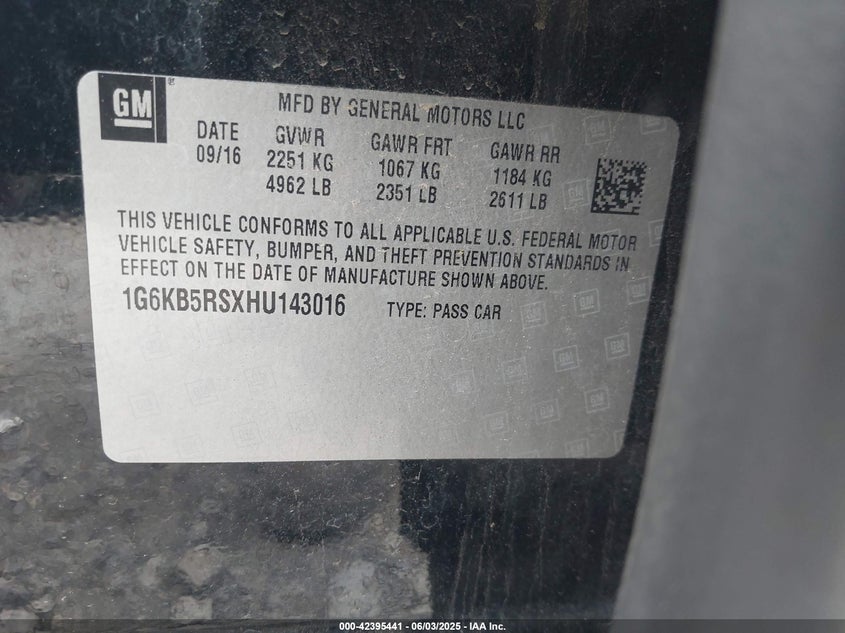 GM
MFD BY GENERAL MOTORS LLC
DATE GVWR GAWR FRT GAWR RR
09/16 2251 KG 1067 KG 1184 KG
4962 LB 2351 LB 2611 LB
THIS VEHICLE CONFORMS TO ALL APPLICABLE U.S. FEDERAL MOTOR
VEHICLE SAFETY, BUMPER, AND THEFT PREVENTION STANDARDS IN
EFFECT ON THE DATE OF MANUFACTURE SHOWN ABOVE.
1G6KB5RSXHU143016 TYPE: PASS CAR
000-42395441 - 06/03/2025 - IAA Inc.